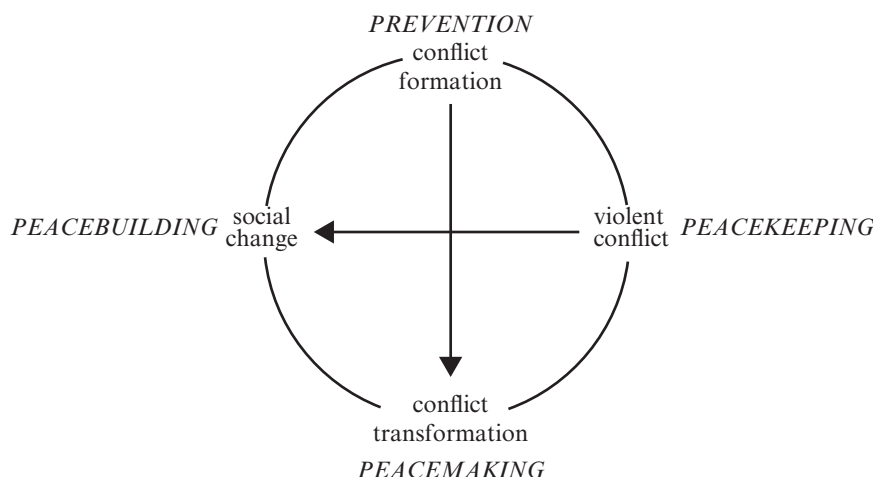 PREVENTION
conflict
formation
PEACEBUILDING
social
change
violent
conflict
PEACEKEEPING
conflict
transformation
PEACEMAKING